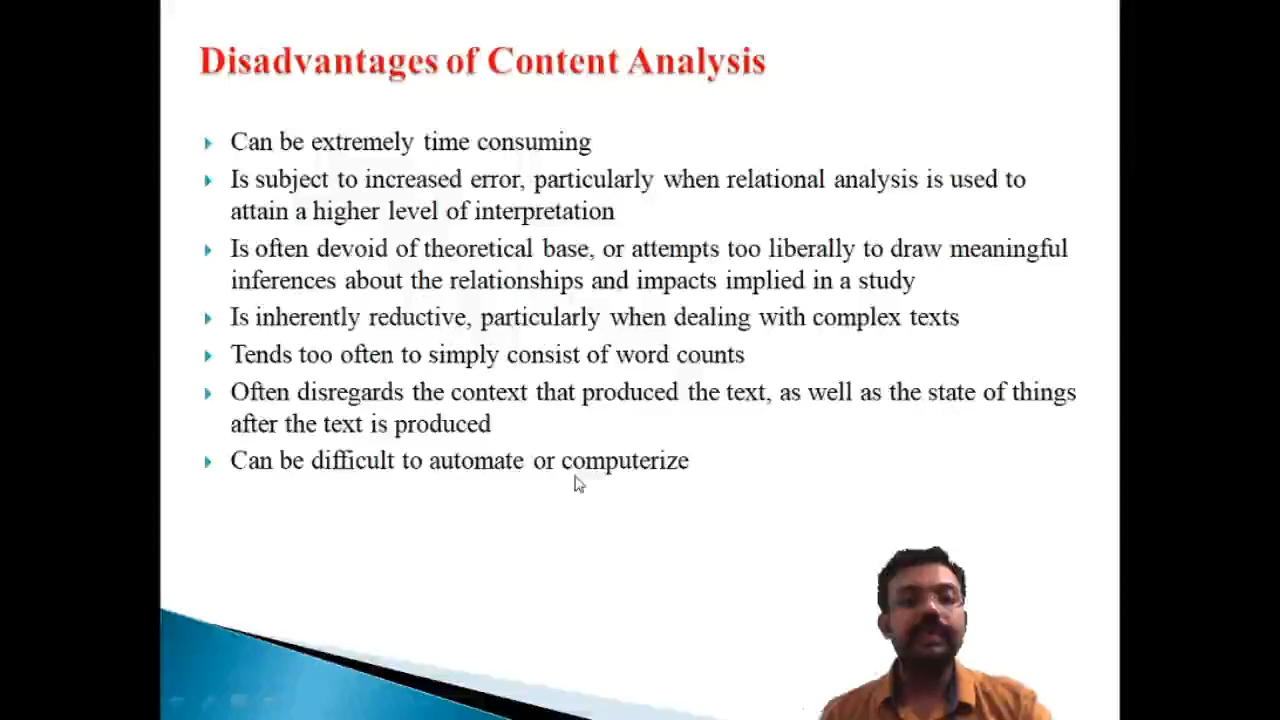 Disadvantages of Content Analysis
Can be extremely time consuming
Is subject to increased error, particularly when relational analysis is used to
attain a higher level of interpretation
Is often devoid of theoretical base, or attempts too liberally to draw meaningful
inferences about the relationships and impacts implied in a study
Is inherently reductive, particularly when dealing with complex texts
Tends too often to simply consist of word counts
Often disregards the context that produced the text, as well as the state of things
after the text is produced
Can be difficult to automate or computerize